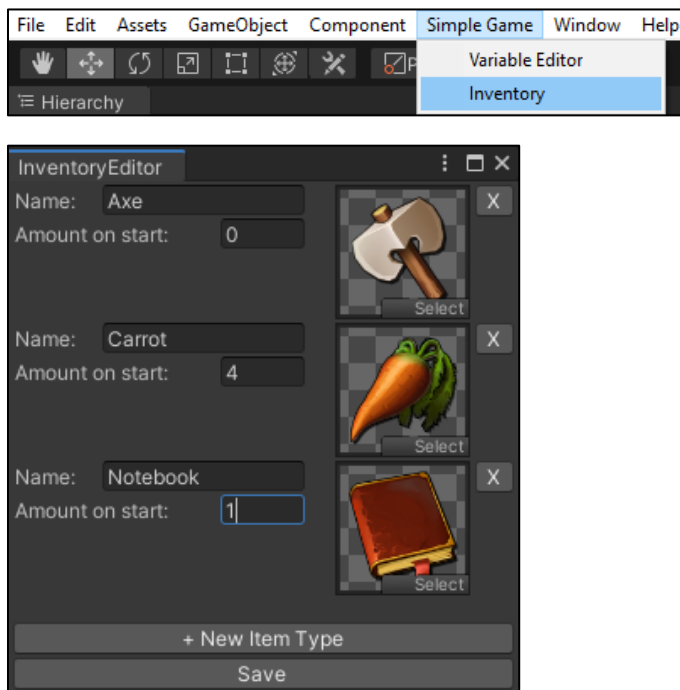 File Edit Assets GameObject Component Simple Game Window Help
Variable Editor
Hierarchy
Inventory
InventoryEditor
Name: Axe X
Amount on start: 0
Select
Name: Carrot X
Amount on start: 4
Select
Name: Notebook X
Amount on start: 1
Select
+ New Item Type
Save